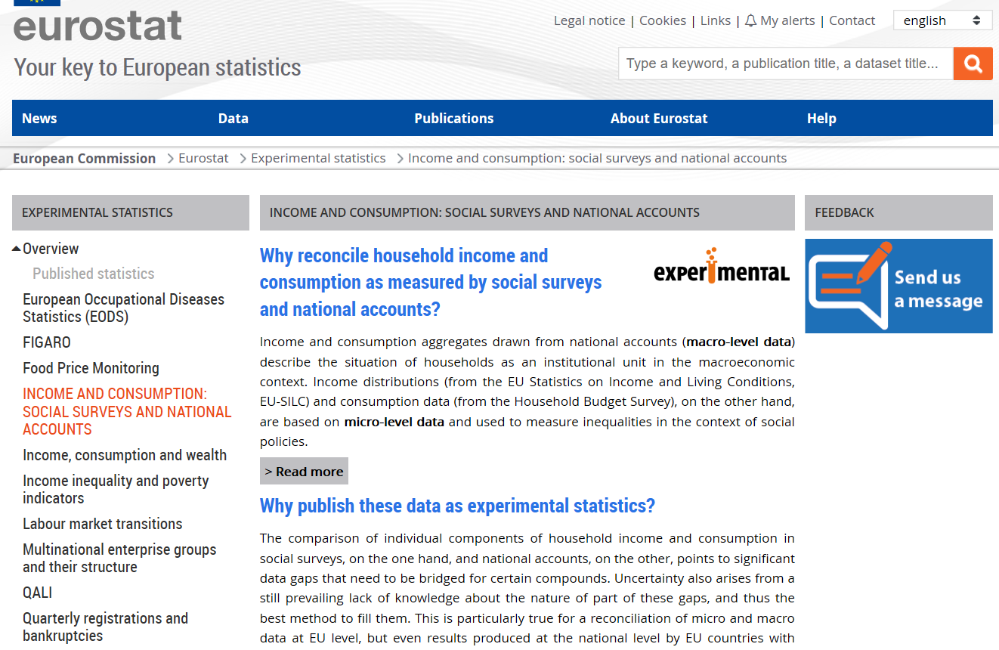 eurostat
Your key to European statistics
Legal notice | Cookies | Links | My alerts | Contact
english
Type a keyword, a publication title, a dataset title...
News Data Publications About Eurostat Help
European Commission > Eurostat > Experimental statistics > Income and consumption: social surveys and national accounts
EXPERIMENTAL STATISTICS
Overview
Published statistics
European Occupational Diseases
Statistics (EODS)
FIGARO
Food Price Monitoring
INCOME AND CONSUMPTION:
SOCIAL SURVEYS AND NATIONAL
ACCOUNTS
Income, consumption and wealth
Income inequality and poverty
indicators
Labour market transitions
Multinational enterprise groups
and their structure
QALI
Quarterly registrations and
bankruptcies
INCOME AND CONSUMPTION: SOCIAL SURVEYS AND NATIONAL ACCOUNTS
Why reconcile household income and
consumption as measured by social surveys
and national accounts?
experimental
Income and consumption aggregates drawn from national accounts (macro-level data)
describe the situation of households as an institutional unit in the macroeconomic
context. Income distributions (from the EU Statistics on Income and Living Conditions,
EU-SILC) and consumption data (from the Household Budget Survey), on the other hand,
are based on micro-level data and used to measure inequalities in the context of social
policies.
> Read more
Why publish these data as experimental statistics?
The comparison of individual components of household income and consumption in
social surveys, on the one hand, and national accounts, on the other, points to significant
data gaps that need to be bridged for certain compounds. Uncertainty also arises from a
still prevailing lack of knowledge about the nature of part of these gaps, and thus the
best method to fill them. This is particularly true for a reconciliation of micro and macro
data at EU level, but even results produced at the national level by EU countries with
FEEDBACK
Send us
a message